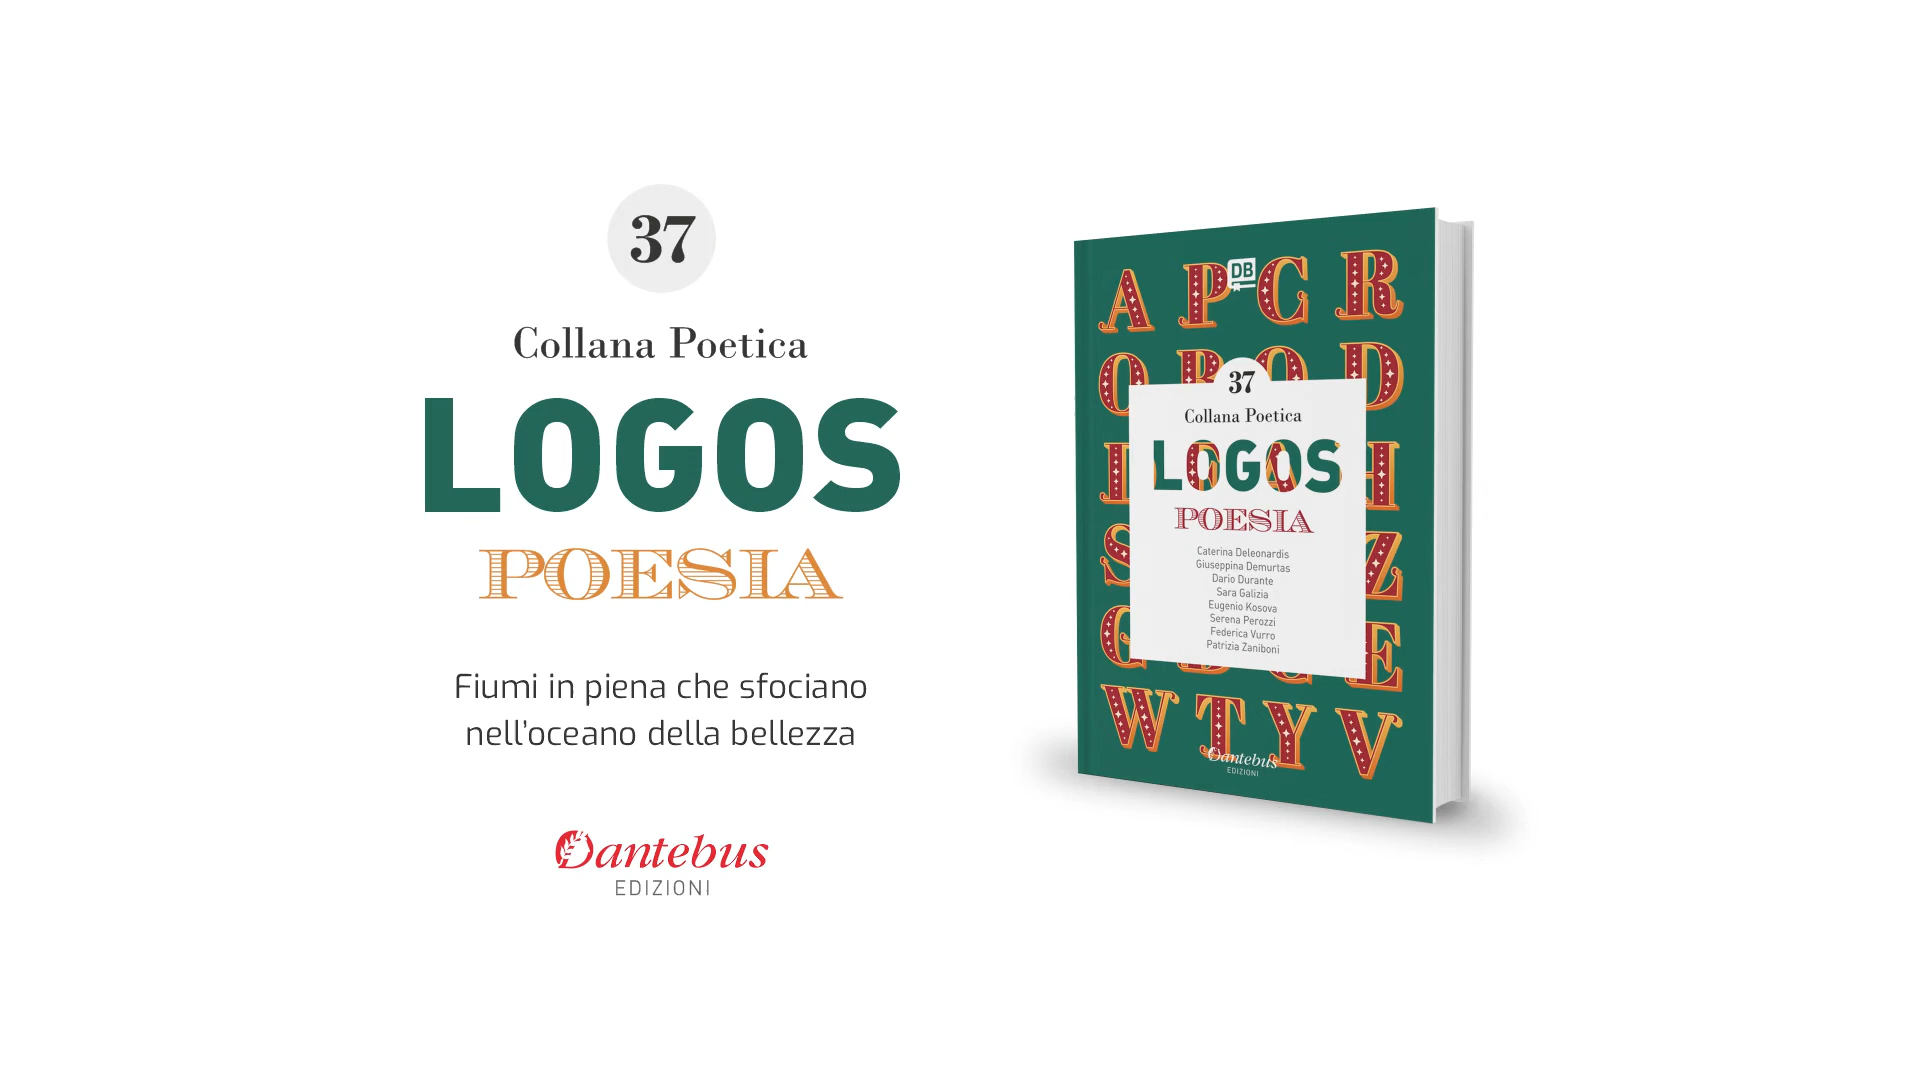 37
Collana Poetica
LOGOS
POESIA
Fiumi in piena che sfociano
nell'oceano della bellezza
Dantebus
EDIZIONI
DB
A P C R
O B O D
37
Collana Poetica
LOGOS
POESIA
Caterina Deleonardis
Giuseppina Demurtas
Dario Durante
Sara Galizia
Eugenio Kosova
Serena Perozzi
Federica Vurro
Patrizia Zaniboni
H
S Z
G E
W T Y V
Dantebus
EDIZIONI